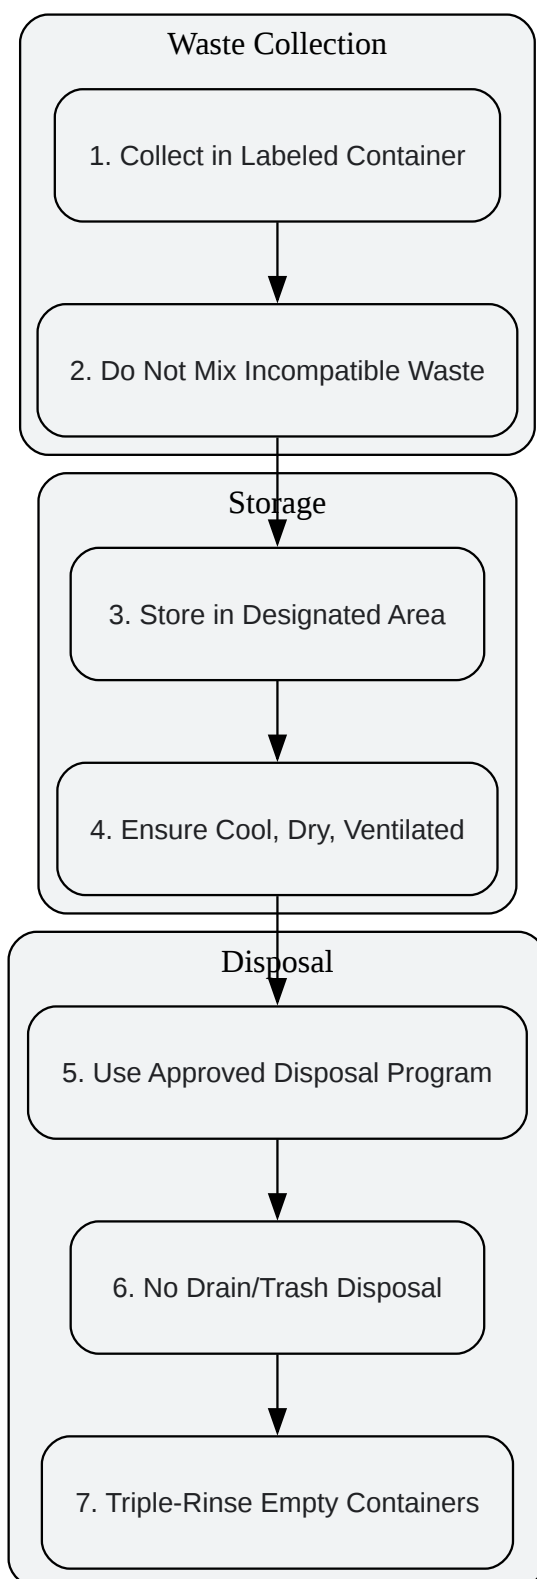 Waste Collection
1. Collect in Labeled Container
2. Do Not Mix Incompatible Waste
Storage
3. Store in Designated Area
4. Ensure Cool, Dry, Ventilated
Disposal
5. Use Approved Disposal Program
6. No Drain/Trash Disposal
7. Triple-Rinse Empty Containers